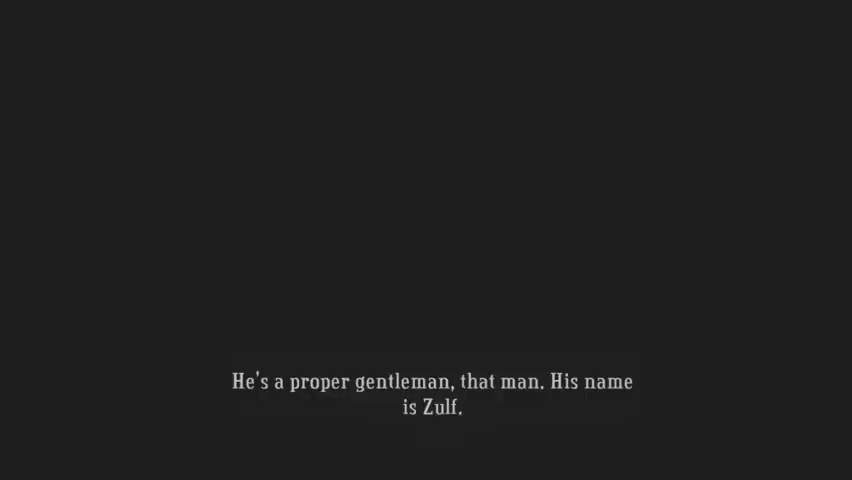 He's a proper gentleman, that man. His name
is Zulf.